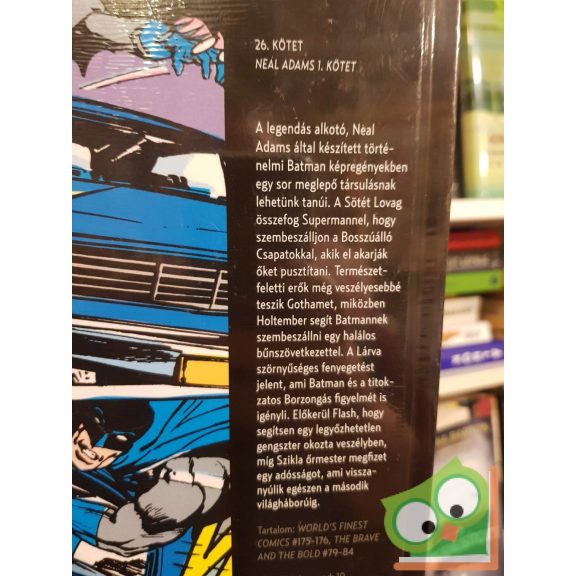 26. KÖTET
NEAL ADAMS 1. KÖTET
A legendás alkotó, Neal
Adams által készített törté-
nelmi Batman képregényekben
egy sor meglepő társulásnak
lehetünk tanúi. A Sötét Lovag
összefog Supermannel, hogy
szembeszálljon a Bosszúálló
Csapatokkal, akik el akarják
őket pusztítani. Természet-
feletti erők még veszélyesebbé
teszik Gothamet, miközben
Holtember segít Batmannek
szembeszállni egy halálos
bűnszövetkezettel. A Lárva
szörnyűséges fenyegetést
jelent, ami Batman és a titok-
zatos Borzongás figyelmét is
igényli. Előkerül Flash, hogy
segítsen egy legyőzhetetlen
gengszter okozta veszélyben,
míg Szikla őrmester megfizet
egy adósságot, ami vissza-
nyúlik egészen a második
világháborúig.
Tartalom: WORLD'S FINEST
COMICS #175-176, THE BRAVE
AND THE BOLD #79-84